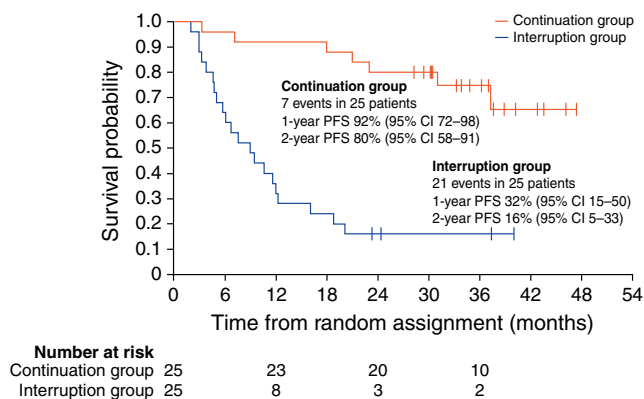 Continuation group
Interruption group
Survival probability
1.0
0.9
0.8
0.7
0.6
0.5
0.4
0.3
0.2
0.1
0
Continuation group
7 events in 25 patients
1-year PFS 92% (95% CI 72–98)
2-year PFS 80% (95% CI 58–91)
Interruption group
21 events in 25 patients
1-year PFS 32% (95% CI 15–50)
2-year PFS 16% (95% CI 5–33)
0 6 12 18 24 30 36 42 48 54
Time from random assignment (months)
Number at risk
Continuation group 25 23 20 10
Interruption group 25 8 3 2